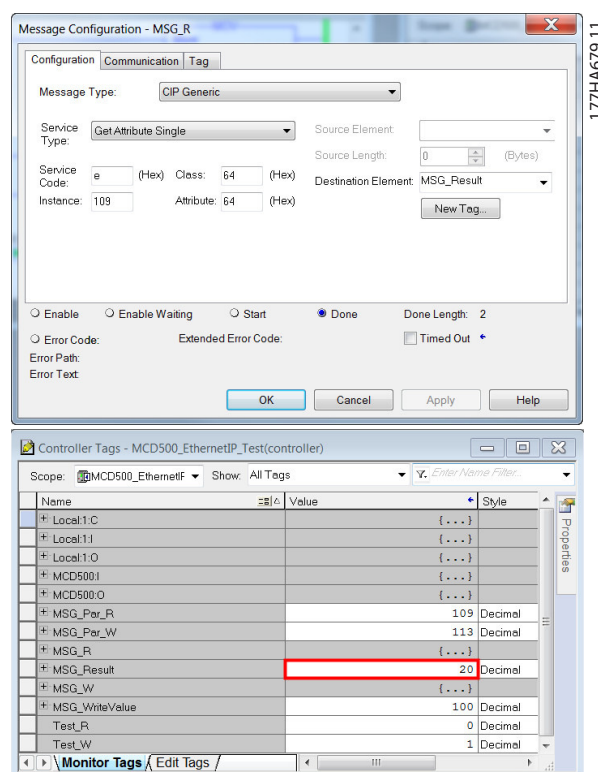 Message Configuration - MSG_R
177HA679.11
Configuration Communication Tag
Message Type: CIP Generic
Service Type: Get Attribute Single
Source Element:
Source Length: 0 (Bytes)
Service Code: e (Hex) Class: 64 (Hex)
Destination Element: MSG_Result
Instance: 109 Attribute: 64 (Hex)
New Tag...
Enable Enable Waiting Start Done Done Length: 2
Error Code: Extended Error Code: Timed Out
Error Path:
Error Text:
OK Cancel Apply Help
Controller Tags - MCD500_EthernetIP_Test(controller)
Scope: MCD500_EthernetIF Show: All Tags Enter Name Filter...
Name Value Style
Local:1:C {...}
Local:1:I {...}
Local:1:O {...}
MCD500:I {...}
MCD500:O {...}
MSG_Par_R 109 Decimal
MSG_Par_W 113 Decimal
MSG_R {...}
MSG_Result 20 Decimal
MSG_W {...}
MSG_WriteValue 100 Decimal
Test_R 0 Decimal
Test_W 1 Decimal
Monitor Tags Edit Tags
Properties